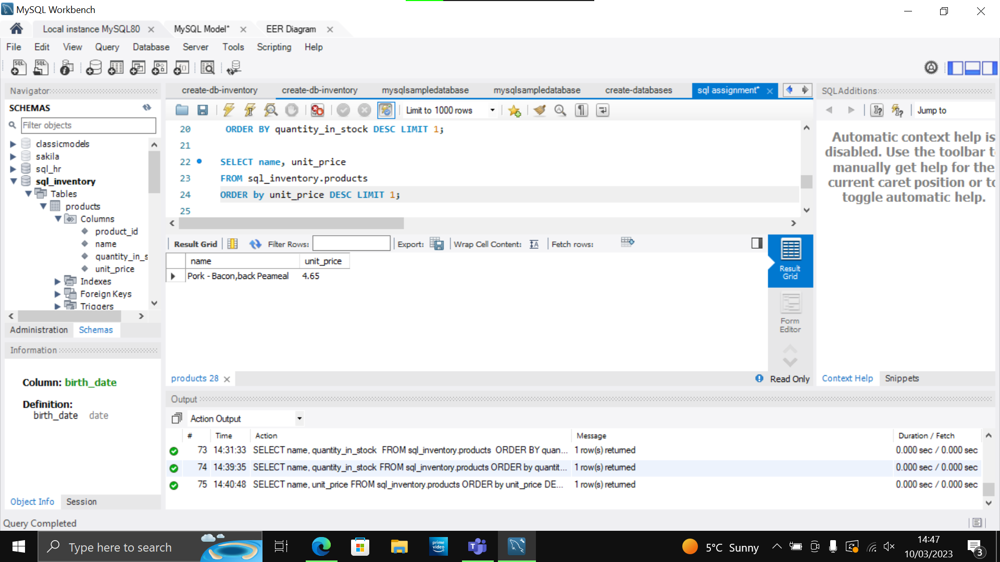 MySQL Workbench
Local instance MySQL80
MySQL Model*
EER Diagram
File Edit View Query Database Server Tools Scripting Help
Navigator
SCHEMAS
Filter objects
classicmodels
sakila
sql_hr
sql_inventory
Tables
products
Columns
product_id
name
quantity_in_s
unit_price
Indexes
Foreign Keys
Triggers
Administration Schemas
Information
Column: birth_date
Definition:
birth_date date
Object Info Session
create-db-inventory create-db-inventory mysqlsampledatabase mysqlsampledatabase create-databases sql assignment*
Limit to 1000 rows
20 ORDER BY quantity_in_stock DESC LIMIT 1;
21
22 SELECT name, unit_price
23 FROM sql_inventory.products
24 ORDER by unit_price DESC LIMIT 1;
25
Result Grid Filter Rows: Export: Wrap Cell Content: Fetch rows:
name unit_price
Pork - Bacon,back Peameal 4.65
Result
Grid
Form
Editor
products 28
Read Only
SQLAdditions
Jump to
Automatic context help is
disabled. Use the toolbar t
manually get help for the
current caret position or to
toggle automatic help.
Context Help Snippets
Output
Action Output
# Time Action Message Duration / Fetch
73 14:31:33 SELECT name, quantity_in_stock FROM sql_inventory.products ORDER BY quan... 1 row(s) returned 0.000 sec / 0.000 sec
74 14:39:35 SELECT name, quantity_in_stock FROM sql_inventory.products ORDER by quantit... 1 row(s) returned 0.000 sec / 0.000 sec
75 14:40:48 SELECT name, unit_price FROM sql_inventory.products ORDER by unit_price DE... 1 row(s) returned 0.000 sec / 0.000 sec
Query Completed
Type here to search
prime
video
5°C Sunny
14:47
10/03/2023
3